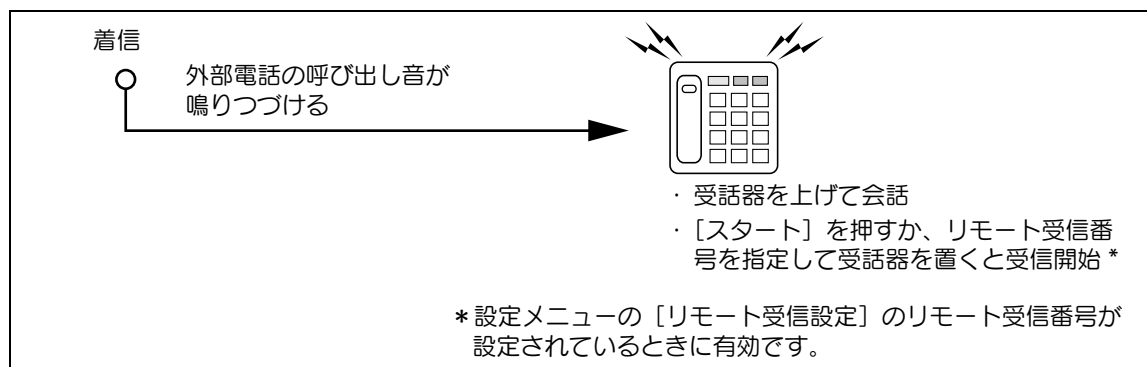 着信
外部電話の呼び出し音が
鳴りつづける
· 受話器を上げて会話
· ［スタート］を押すか、リモート受信番
号を指定して受話器を置くと受信開始 *
* 設定メニューの［リモート受信設定］のリモート受信番号が
設定されているときに有効です。